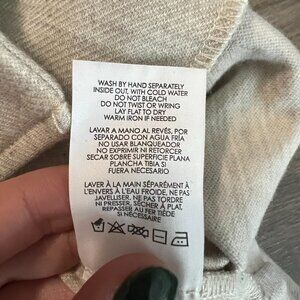 WASH BY HAND SEPARATELY
INSIDE OUT, WITH COLD WATER
DO NOT BLEACH
DO NOT TWIST OR WRING
LAY FLAT TO DRY
WARM IRON IF NEEDED
LAVAR A MANO AL REVÉS, POR
SEPARADO CON AGUA FRÍA
NO USAR BLANQUEADOR
NO EXPRIMIR NI RETORCER
SECAR SOBRE SUPERFICIE PLANA
PLANCHA TIBIA SI
FUERA NECESARIO
LAVER À LA MAIN SÉPARÉMENT À
L'ENVERS À L'EAU FROIDE. NE PAS
JAVELLISER. NE PAS TORDRE
NI PRESSER, SÉCHER À PLAT,
REPASSER AU FER TIÈDE
SI NÉCESSAIRE